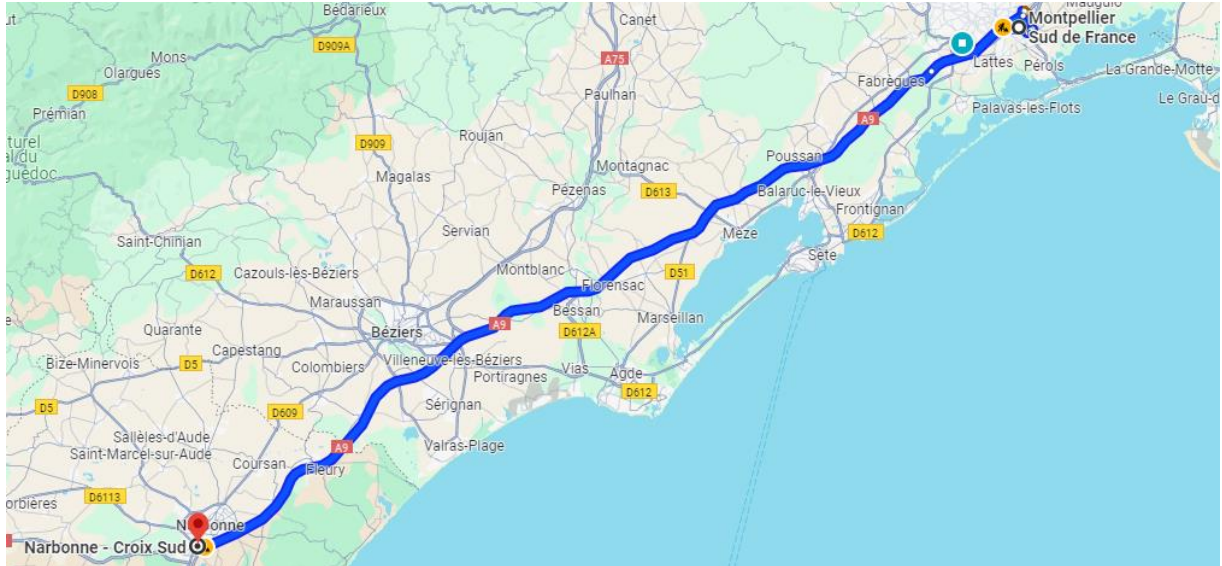 Bédarieux
Canet
Mauguio
Montpellier
Sud de France
Mons
D909A
A75
Olargues
Lattes
Pérols
La Grande-Motte
D908
Paulhan
Fabrègues
Le Grau-d
Prémian
Palavas-les-Flots
A9
Roujan
D909
Poussan
Magalas
Montagnac
Pézenas
D613
Balaruc-le-Vieux
Frontignan
Servian
Mèze
D612
Saint-Chinian
Sète
D612
Cazouls-lès-Béziers
Montblanc
D51
Florensac
Maraussan
Bessan
Marseillan
Quarante
Béziers
A9
D612A
Capestang
Villeneuve-lès-Béziers
Bize-Minervois
D5
Colombiers
Portiragnes
Vias
Agde
D612
D5
D609
Sérignan
Sallèles-d'Aude
Saint-Marcel-sur-Aude
A9
Valras-Plage
Coursan
Fleury
D6113
Narbonne - Croix Sud